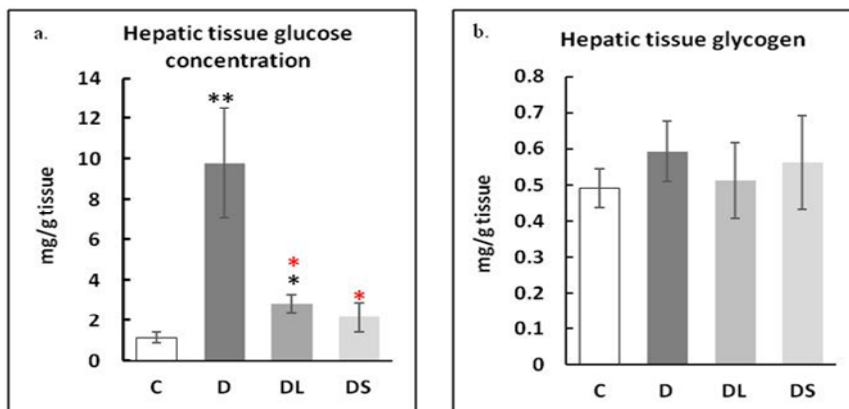 a.
Hepatic tissue glucose
concentration
mg/g tissue
14
12
10
8
6
4
2
0
**
*
*
*
C D DL DS
b.
Hepatic tissue glycogen
mg/g tissue
0.8
0.7
0.6
0.5
0.4
0.3
0.2
0.1
0
C D DL DS